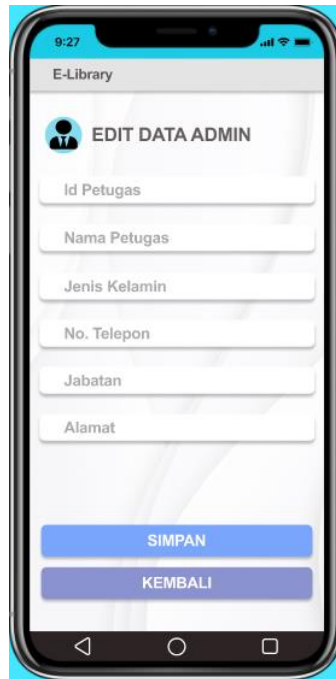 9:27
E-Library
EDIT DATA ADMIN
Id Petugas
Nama Petugas
Jenis Kelamin
No. Telepon
Jabatan
Alamat
SIMPAN
KEMBALI